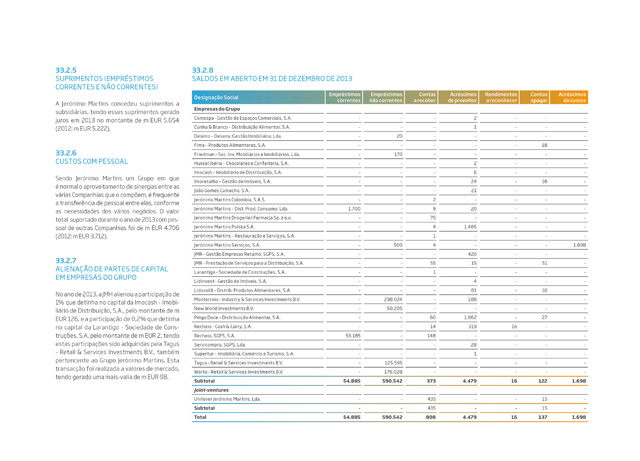 33.2.5
SUPRIMENTOS (EMPRÉSTIMOS
CORRENTES E NÃO CORRENTES)
A Jerónimo Martins concedeu suprimentos a
subsidiárias, tendo esses suprimentos gerado
juros em 2013 no montante de m EUR 5.654
(2012: m EUR 5.222).
33.2.6
CUSTOS COM PESSOAL
Sendo Jerónimo Martins um Grupo em que
é normal o aproveitamento de sinergias entre as
várias Companhias que o compõem, é frequente
a transferência de pessoal entre elas, conforme
as necessidades dos vários negócios. O valor
total suportado durante o ano de 2013 com pes-
soal de outras Companhias foi de m EUR 4.706
(2012: m EUR 3.712).
33.2.7
ALIENAÇÃO DE PARTES DE CAPITAL
EM EMPRESAS DO GRUPO
No ano de 2013, a JMH alienou a participação de
1% que detinha no capital da Imocash - Imobi-
liário de Distribuição, S.A., pelo montante de m
EUR 126, e a participação de 0,2% que detinha
no capital da Larantigo - Sociedade de Cons-
truções, S.A. pelo montante de m EUR 2, tendo
estas participações sido adquiridas pela Tagus
- Retail & Services Investments B.V., também
pertencente ao Grupo Jerónimo Martins. Esta
transacção foi realizada a valores de mercado,
tendo gerado uma mais-valia de m EUR 98.
33.2.8
SALDOS EM ABERTO EM 31 DE DEZEMBRO DE 2013
Designação Social Empréstimos correntes Empréstimos não correntes Contas a receber Acréscimos de proveitos Rendimentos a reconhecer Contas a pagar Acréscimos de custos
Empresas do Grupo
Comespa - Gestão de Espaços Comerciais, S.A. - - - 2 - - -
Cunha & Branco - Distribuição Alimentar, S.A. - - - 1 - - -
Desimo - Desenv. Gestão Imobiliária, Lda. - 20 - - - - -
Fima - Produtos Alimentares, S.A. - - - - - 18 -
Friedman - Soc. Inv. Mobiliários e Imobiliários, Lda. - 170 - - - - -
Hussel Ibéria - Chocolates e Confeitaria, S.A. - - - 2 - - -
Imocash - Imobiliário de Distribuição, S.A. - - - 6 - - -
Imoretalho - Gestão de Imóveis, S.A. - - - 24 - 16 -
João Gomes Camacho, S.A. - - - 21 - - -
Jerónimo Martins Colombia, S.A.S. - - 2 - - - -
Jerónimo Martins - Dist. Prod. Consumo, Lda. 1.700 - 9 20 - - -
Jeronimo Martins Drogerie I Farmacja Sp. z o.o - - 75 - - - -
Jeronimo Martins Polska S.A. - - 4 1.485 - - -
Jerónimo Martins - Restauração e Serviços, S.A. - - 1 - - - -
Jerónimo Martins Serviços, S.A. - 500 4 - - - 1.698
JMR - Gestão Empresas Retalho, SGPS, S.A. - - - 420 - - -
JMR - Prestação de Serviços para a Distribuição, S.A. - - 55 15 - 51 -
Larantigo - Sociedade de Construções, S.A. - - 1 - - - -
Lidinvest - Gestão de Imóveis, S.A. - - - 4 - - -
Lidosol II - Distrib. Produtos Alimentares, S.A. - - - 81 - 10 -
Monterroio - Industry & Services Investments B.V. - 298.024 - 188 - - -
New World Investments B.V. - 50.205 - - - - -
Pingo Doce - Distribuição Alimentar, S.A. - - 60 1.862 - 27 -
Recheio - Cash & Carry, S.A. - - 14 319 16 - -
Recheio, SGPS, S.A. 53.185 - 148 - - - -
Servicompra, SGPS, Lda. - - - 28 - - -
Supertur - Imobiliária, Comércio e Turismo, S.A. - - - 1 - - -
Tagus - Retail & Services Investments B.V. - 125.595 - - - - -
Warta - Retail & Services Investments B.V. - 176.028 - - - - -
Subtotal 54.885 590.542 373 4.479 16 122 1.698
Joint-ventures
Unilever Jerónimo Martins, Lda. - - 435 - - 15 -
Subtotal - - 435 - - 15 -
Total 54.885 590.542 808 4.479 16 137 1.698